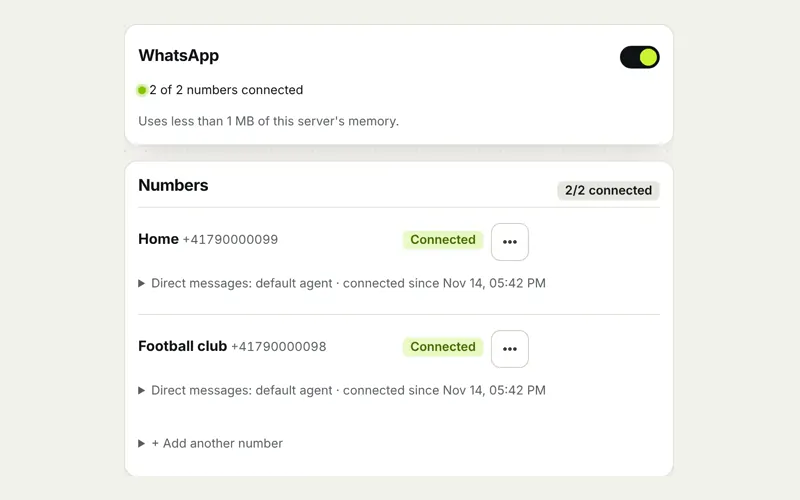 WhatsApp
2 of 2 numbers connected
Uses less than 1 MB of this server's memory.
Numbers
2/2 connected
Home +41790000099 Connected •••
▶ Direct messages: default agent · connected since Nov 14, 05:42 PM
Football club +41790000098 Connected •••
▶ Direct messages: default agent · connected since Nov 14, 05:42 PM
▶ + Add another number